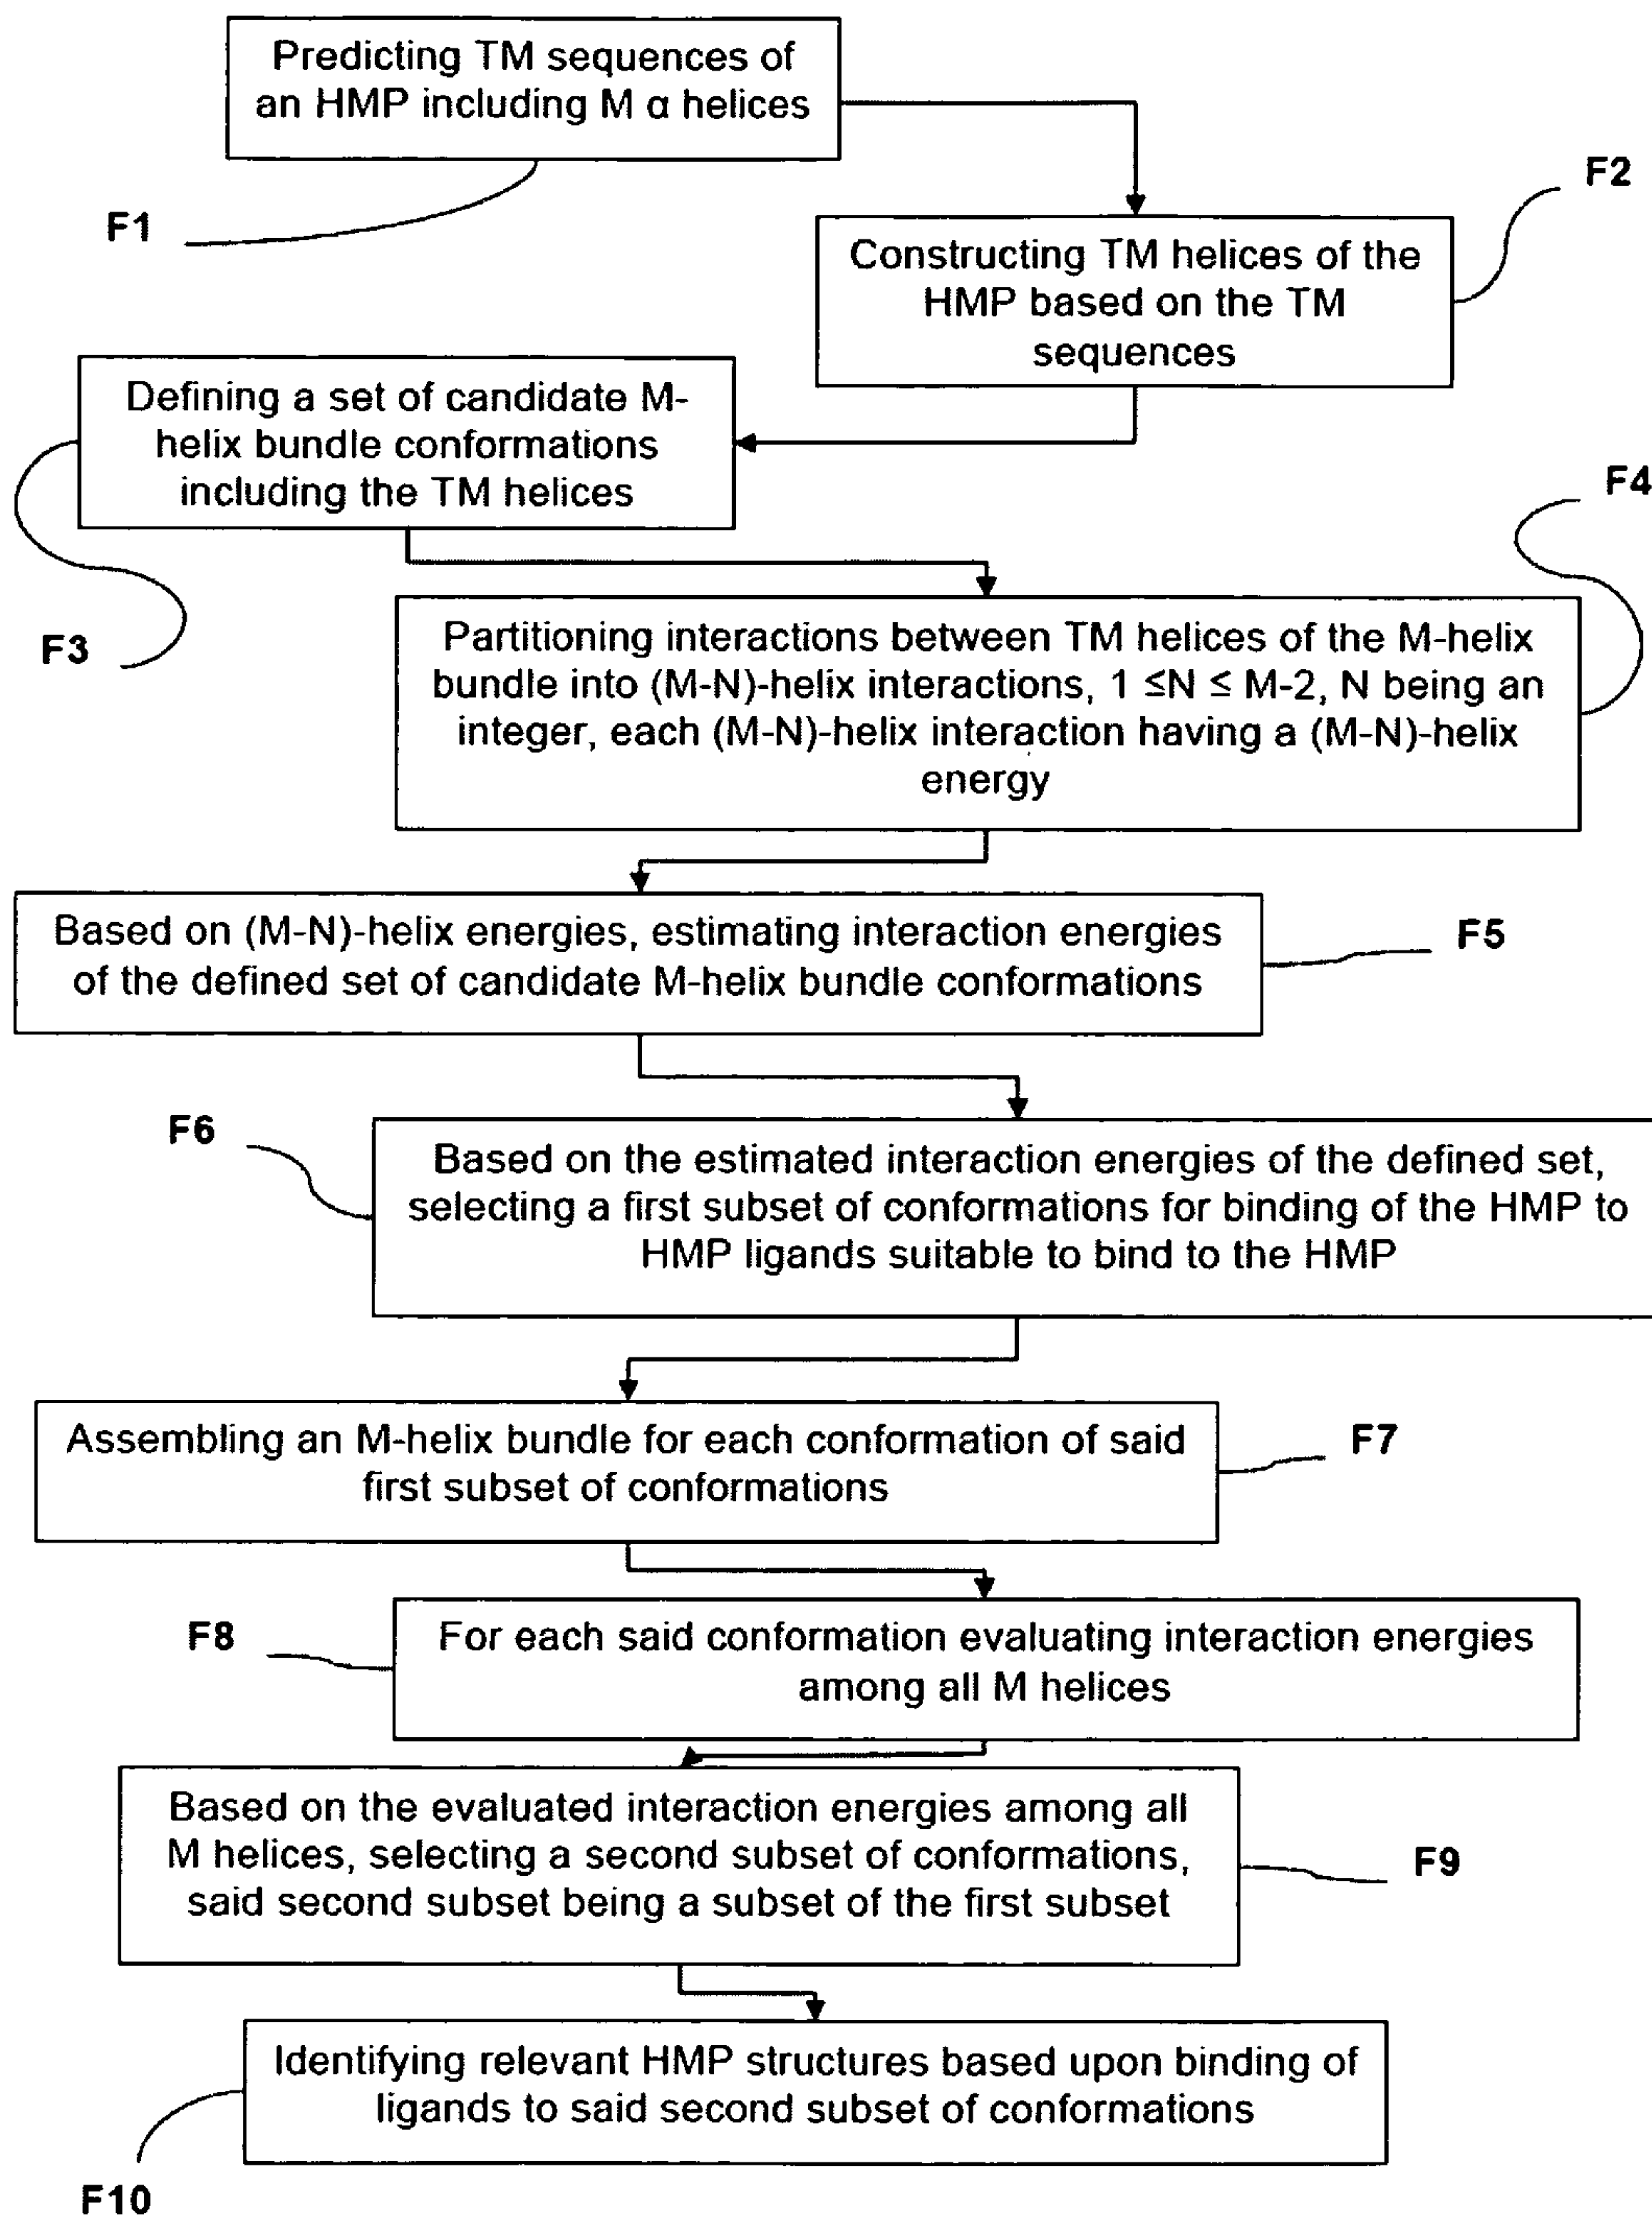 Predicting TM sequences of
an HMP including M α helices
F1
F2
Constructing TM helices of the
HMP based on the TM
sequences
Defining a set of candidate M-
helix bundle conformations
including the TM helices
F3
F4
Partitioning interactions between TM helices of the M-helix
bundle into (M-N)-helix interactions, 1 ≤N ≤ M-2, N being an
integer, each (M-N)-helix interaction having a (M-N)-helix
energy
Based on (M-N)-helix energies, estimating interaction energies
of the defined set of candidate M-helix bundle conformations
F5
F6
Based on the estimated interaction energies of the defined set,
selecting a first subset of conformations for binding of the HMP to
HMP ligands suitable to bind to the HMP
Assembling an M-helix bundle for each conformation of said
first subset of conformations
F7
F8
For each said conformation evaluating interaction energies
among all M helices
Based on the evaluated interaction energies among all
M helices, selecting a second subset of conformations,
said second subset being a subset of the first subset
F9
Identifying relevant HMP structures based upon binding of
ligands to said second subset of conformations
F10